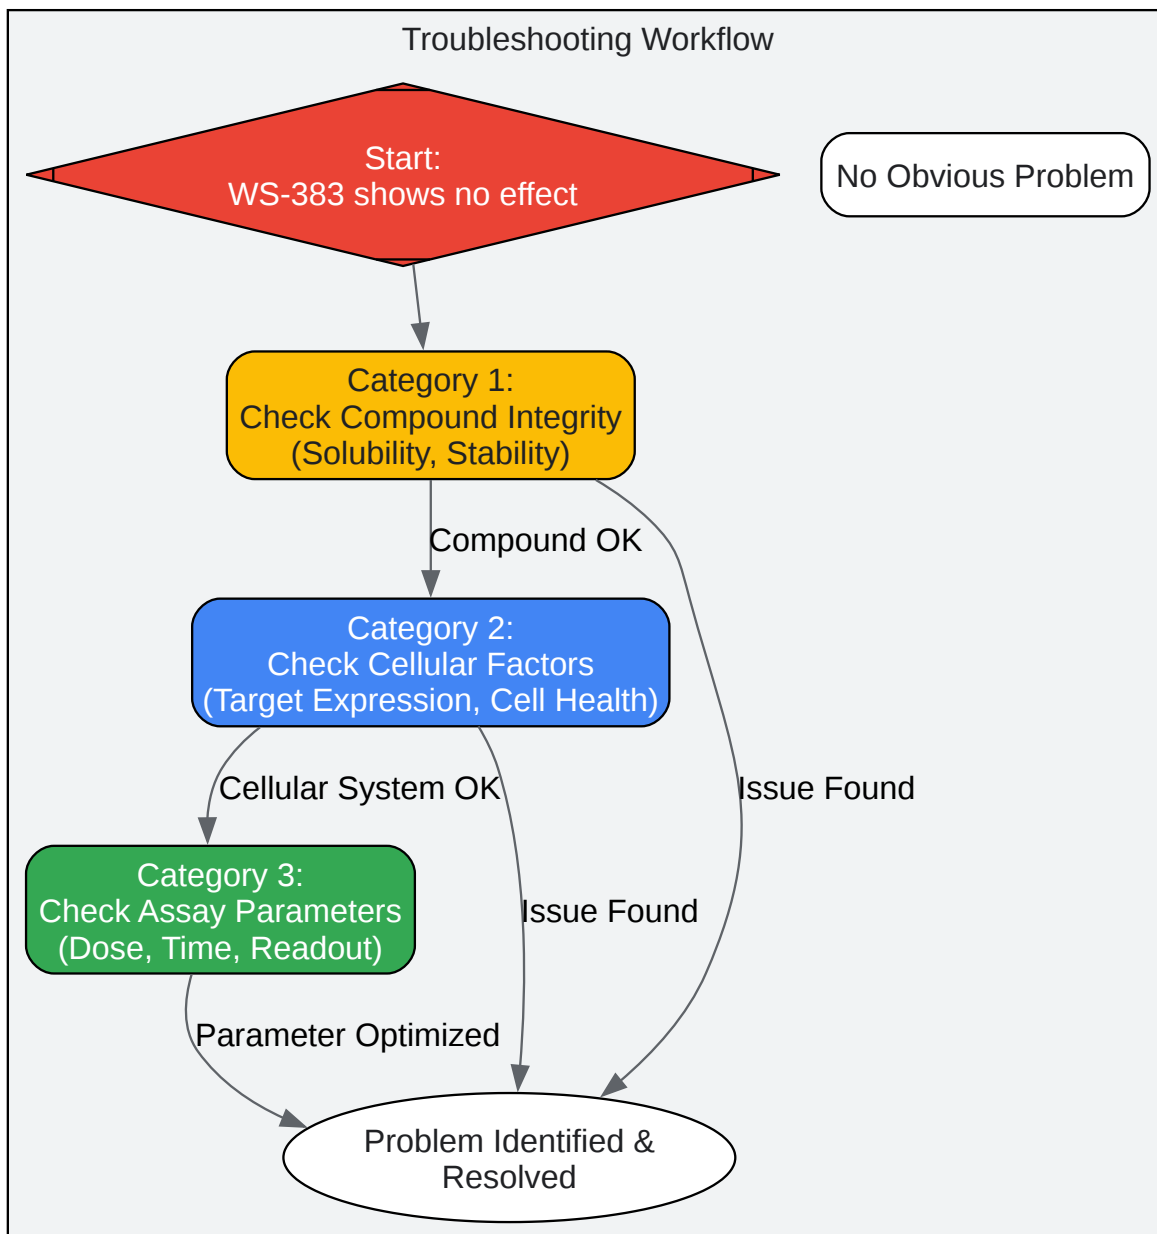 Troubleshooting Workflow
Start:
WS-383 shows no effect
No Obvious Problem
Category 1:
Check Compound Integrity
(Solubility, Stability)
Compound OK
Category 2:
Check Cellular Factors
(Target Expression, Cell Health)
Cellular System OK
Issue Found
Category 3:
Check Assay Parameters
(Dose, Time, Readout)
Issue Found
Parameter Optimized
Problem Identified &
Resolved